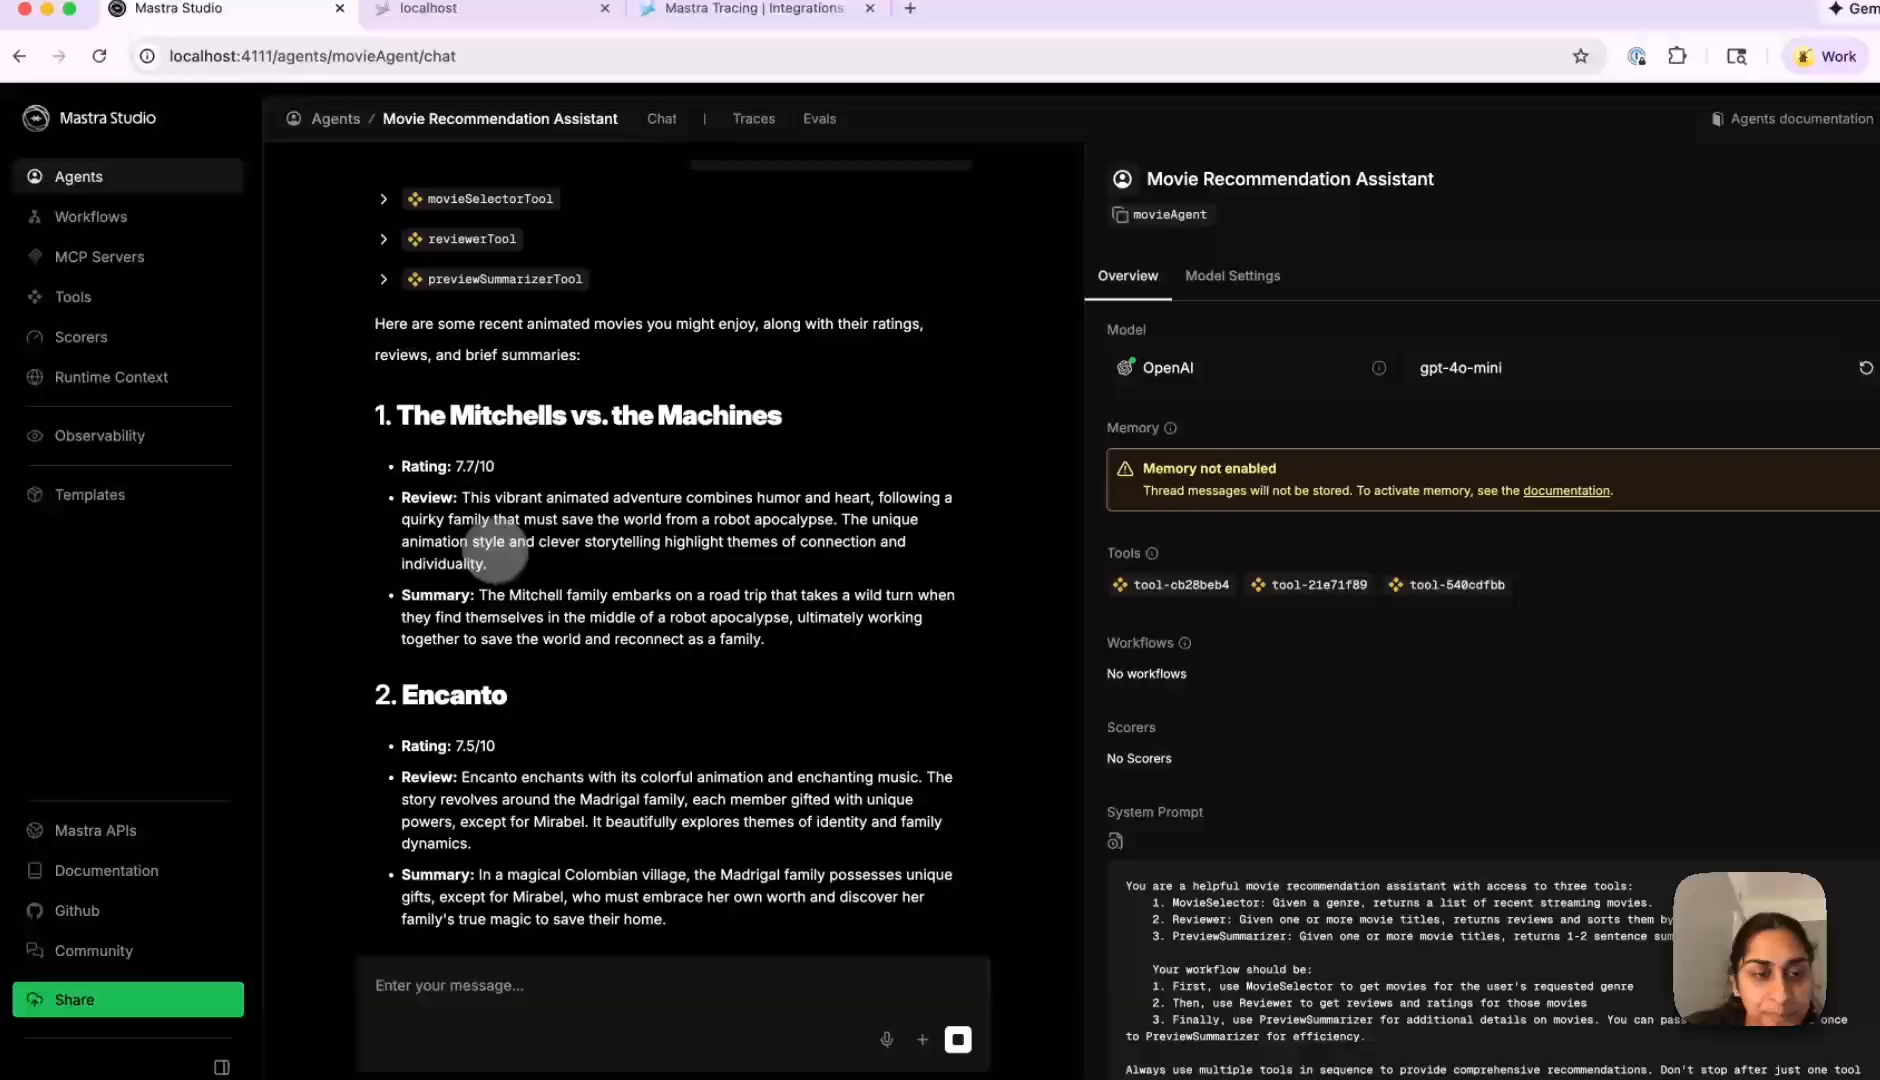 Mastra Studio
localhost
Mastra Tracing | Integrations
Gem
localhost:4111/agents/movieAgent/chat
Work
Mastra Studio
Agents / Movie Recommendation Assistant
Chat
|
Traces
Evals
Agents documentation
Agents
Workflows
MCP Servers
Tools
Scorers
Runtime Context
Observability
Templates
Mastra APIs
Documentation
Github
Community
Share
movieSelectorTool
reviewerTool
previewSummarizerTool
Here are some recent animated movies you might enjoy, along with their ratings,
reviews, and brief summaries:
1. The Mitchells vs. the Machines
• Rating: 7.7/10
• Review: This vibrant animated adventure combines humor and heart, following a
quirky family that must save the world from a robot apocalypse. The unique
animation style and clever storytelling highlight themes of connection and
individuality.
• Summary: The Mitchell family embarks on a road trip that takes a wild turn when
they find themselves in the middle of a robot apocalypse, ultimately working
together to save the world and reconnect as a family.
2. Encanto
• Rating: 7.5/10
• Review: Encanto enchants with its colorful animation and enchanting music. The
story revolves around the Madrigal family, each member gifted with unique
powers, except for Mirabel. It beautifully explores themes of identity and family
dynamics.
• Summary: In a magical Colombian village, the Madrigal family possesses unique
gifts, except for Mirabel, who must embrace her own worth and discover her
family's true magic to save their home.
Enter your message...
Movie Recommendation Assistant
movieAgent
Overview
Model Settings
Model
OpenAI
gpt-4o-mini
Memory
Memory not enabled
Thread messages will not be stored. To activate memory, see the documentation.
Tools
tool-cb28beb4
tool-21e71f89
tool-540cdfbb
Workflows
No workflows
Scorers
No Scorers
System Prompt
You are a helpful movie recommendation assistant with access to three tools:
1. MovieSelector: Given a genre, returns a list of recent streaming movies.
2. Reviewer: Given one or more movie titles, returns reviews and sorts them by
3. PreviewSummarizer: Given one or more movie titles, returns 1-2 sentence sum
Your workflow should be:
1. First, use MovieSelector to get movies for the user's requested genre
2. Then, use Reviewer to get reviews and ratings for those movies
3. Finally, use PreviewSummarizer for additional details on movies. You can pas once
to PreviewSummarizer for efficiency.
Always use multiple tools in sequence to provide comprehensive recommendations. Don't stop after just one tool